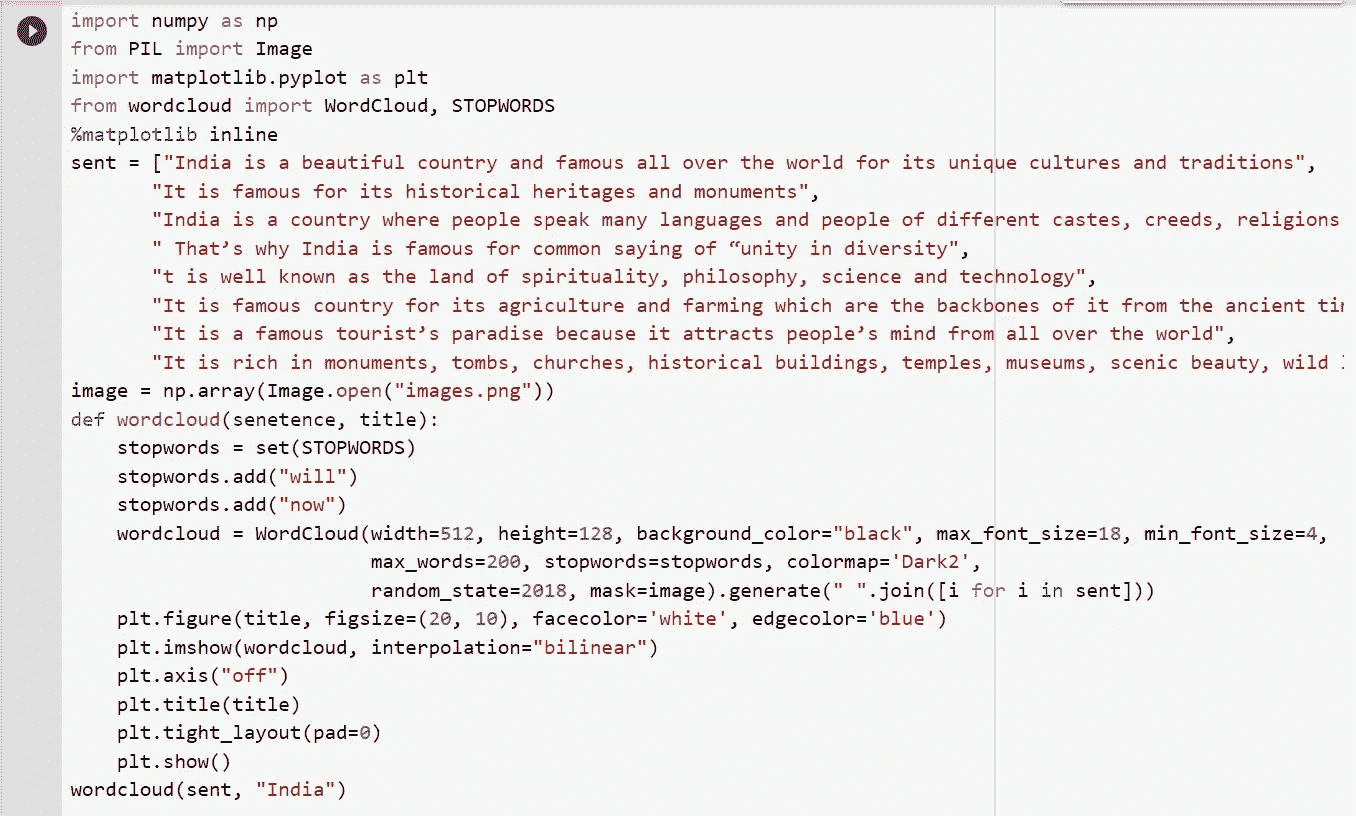 import numpy as np
from PIL import Image
import matplotlib.pyplot as plt
from wordcloud import WordCloud, STOPWORDS
%matplotlib inline
sent = ["India is a beautiful country and famous all over the world for its unique cultures and traditions",
"It is famous for its historical heritages and monuments",
"India is a country where people speak many languages and people of different castes, creeds, religions
" That’s why India is famous for common saying of “unity in diversity",
"t is well known as the land of spirituality, philosophy, science and technology",
"It is famous country for its agriculture and farming which are the backbones of it from the ancient
"It is a famous tourist’s paradise because it attracts people’s mind from all over the world",
"It is rich in monuments, tombs, churches, historical buildings, temples, museums, scenic beauty, wild
image = np.array(Image.open("images.png"))
def wordcloud(senetence, title):
    stopwords = set(STOPWORDS)
    stopwords.add("will")
    stopwords.add("now")
    wordcloud = WordCloud(width=512, height=128, background_color="black", max_font_size=18, min_font_size=4,
                          max_words=200, stopwords=stopwords, colormap='Dark2',
                          random_state=2018, mask=image).generate(" ".join([i for i in sent]))
    plt.figure(title, figsize=(20, 10), facecolor='white', edgecolor='blue')
    plt.imshow(wordcloud, interpolation="bilinear")
    plt.axis("off")
    plt.title(title)
    plt.tight_layout(pad=0)
    plt.show()
wordcloud(sent, "India")